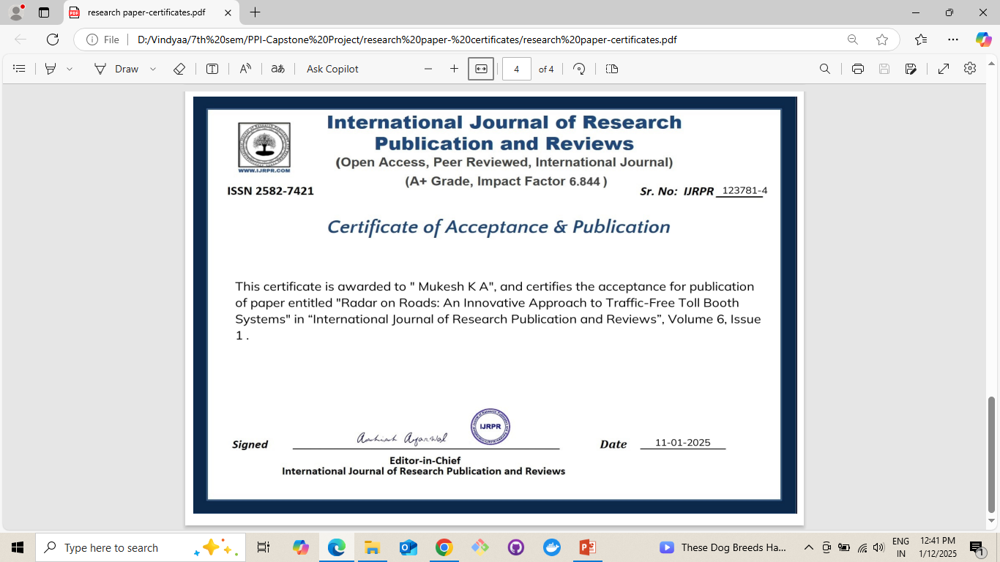 research paper-certificates.pdf
File
D:/Vindyaa/7th%20sem/PPI-Capstone%20Project/research%20paper-%20certificates/research%20paper-certificates.pdf
Draw
Ask Copilot
4 of 4
International Journal of Research
Publication and Reviews
(Open Access, Peer Reviewed, International Journal)
(A+ Grade, Impact Factor 6.844 )
WWW.IJRPR.COM
ISSN 2582-7421
Sr. No: IJRPR 123781-4
Certificate of Acceptance & Publication
This certificate is awarded to " Mukesh K A", and certifies the acceptance for publication
of paper entitled "Radar on Roads: An Innovative Approach to Traffic-Free Toll Booth
Systems" in “International Journal of Research Publication and Reviews”, Volume 6, Issue
1 .
IJRPR
Signed
Date 11-01-2025
Editor-in-Chief
International Journal of Research Publication and Reviews
Type here to search
These Dog Breeds Ha...
ENG
IN
12:41 PM
1/12/2025
1